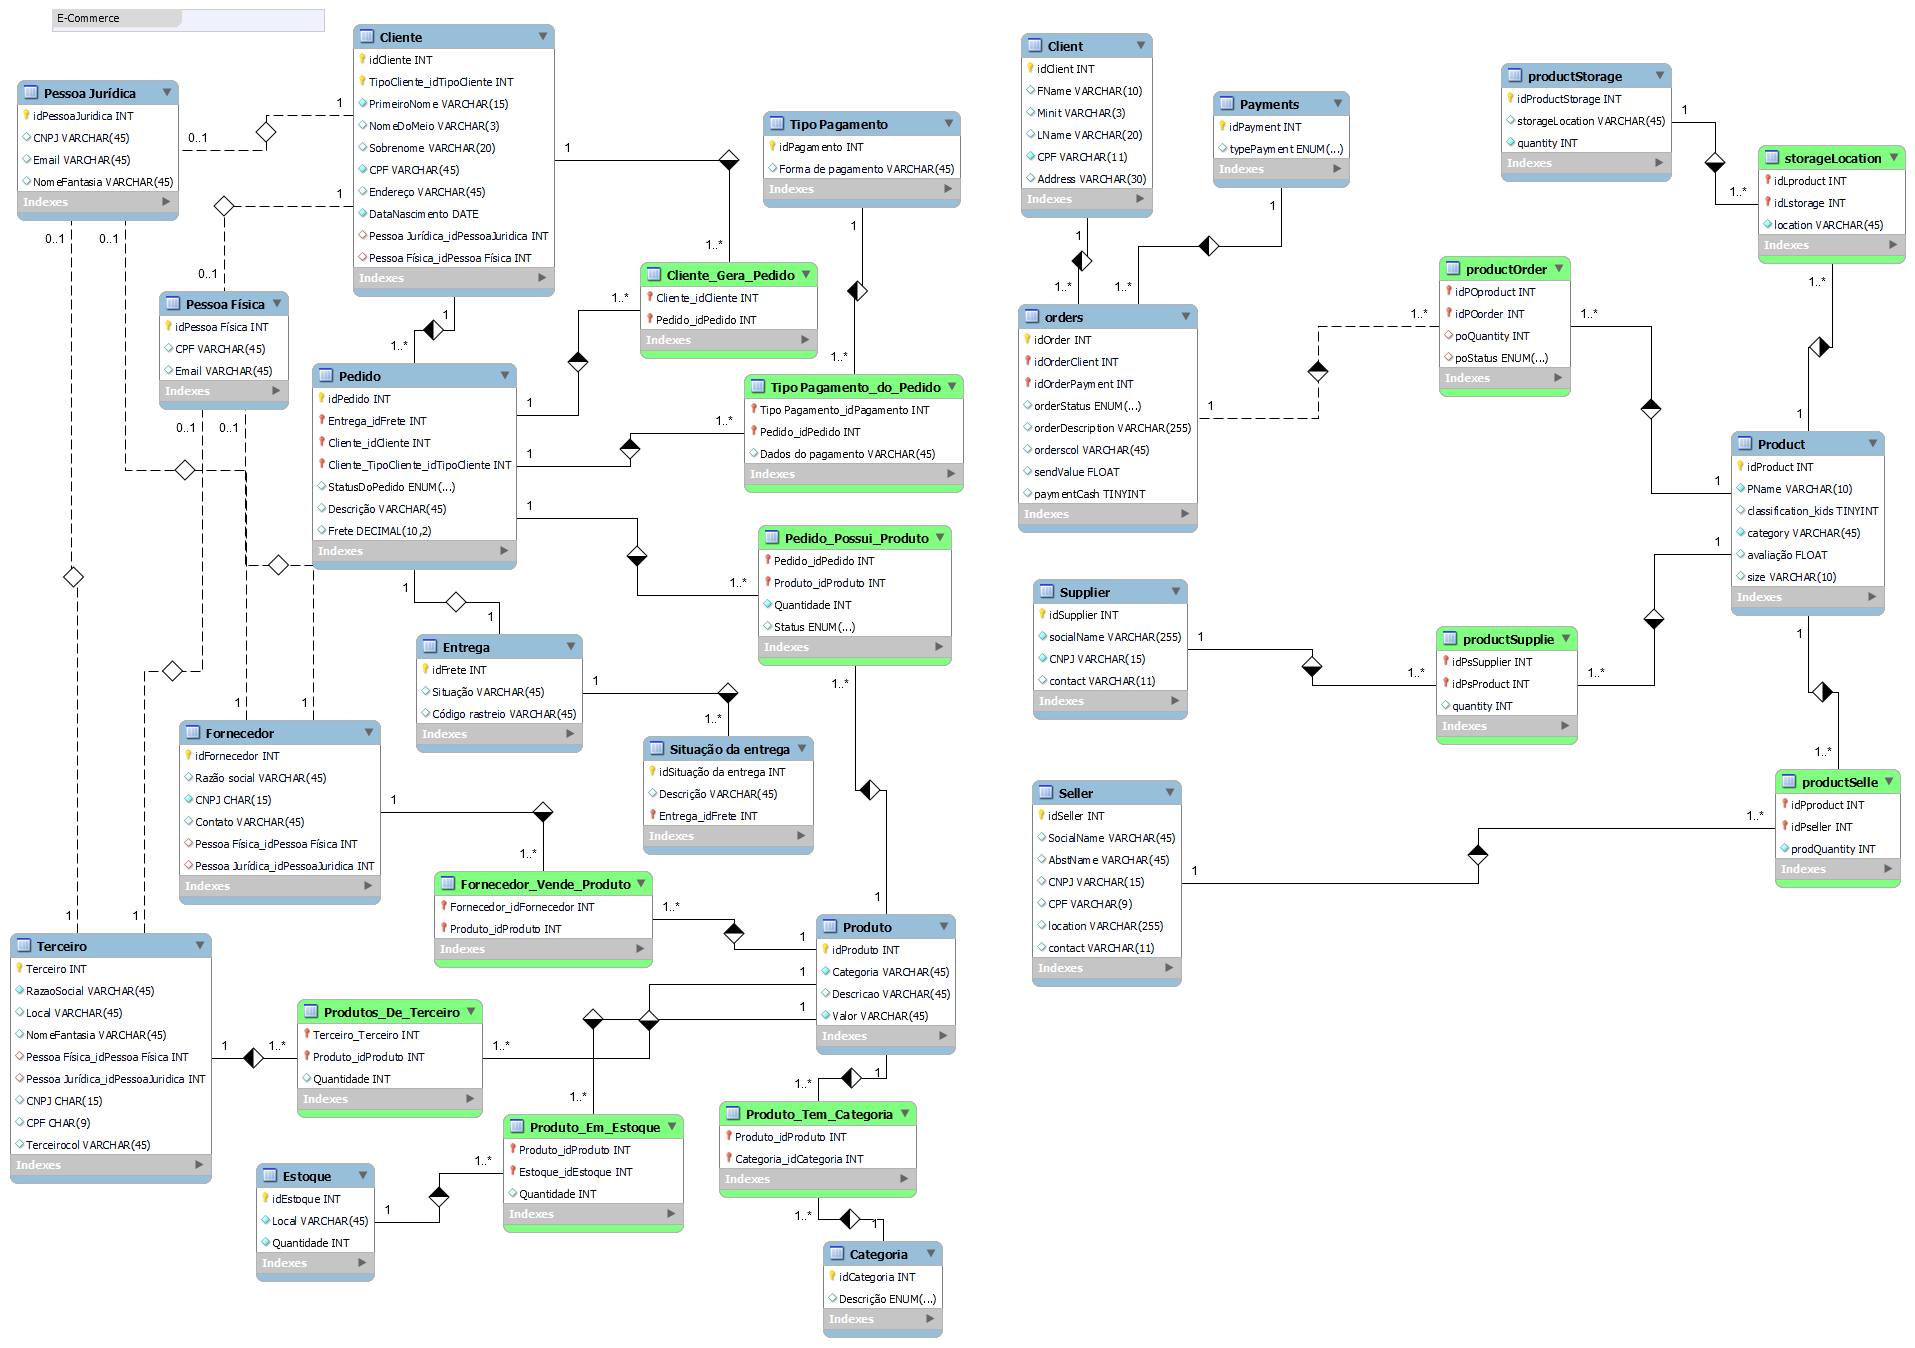 E-Commerce
Cliente
idCliente INT
TipoCliente_idTipoCliente INT
PrimeiroNome VARCHAR(15)
NomeDoMeio VARCHAR(3)
Sobrenome VARCHAR(20)
CPF VARCHAR(45)
Endereço VARCHAR(45)
DataNascimento DATE
Pessoa Jurídica_idPessoaJuridica INT
Pessoa Física_idPessoa Física INT
Indexes
Pessoa Jurídica
idPessoaJuridica INT
CNPJ VARCHAR(45)
Email VARCHAR(45)
NomeFantasia VARCHAR(45)
Indexes
1
0..1
1
0..1
0..1
0..1
Pessoa Física
idPessoa Física INT
CPF VARCHAR(45)
Email VARCHAR(45)
Indexes
0..1
0..1
1
1..*
Tipo Pagamento
idPagamento INT
Forma de pagamento VARCHAR(45)
Indexes
1
1..*
Cliente_Gera_Pedido
Cliente_idCliente INT
Pedido_idPedido INT
Indexes
1..*
1
1..*
Pedido
idPedido INT
Entrega_idFrete INT
Cliente_idCliente INT
Cliente_TipoCliente_idTipoCliente INT
StatusDoPedido ENUM(...)
Descrição VARCHAR(45)
Frete DECIMAL(10,2)
Indexes
1
1
1
1..*
Tipo Pagamento_do_Pedido
Tipo Pagamento_idPagamento INT
Pedido_idPedido INT
Dados do pagamento VARCHAR(45)
Indexes
Pedido_Possui_Produto
Pedido_idPedido INT
Produto_idProduto INT
Quantidade INT
Status ENUM(...)
Indexes
1..*
1..*
1
1
Entrega
idFrete INT
Situação VARCHAR(45)
Código rastreio VARCHAR(45)
Indexes
1
1..*
Situação da entrega
idSituação da entrega INT
Descrição VARCHAR(45)
Entrega_idFrete INT
Indexes
1
1
Fornecedor
idFornecedor INT
Razão social VARCHAR(45)
CNPJ CHAR(15)
Contato VARCHAR(45)
Pessoa Física_idPessoa Física INT
Pessoa Jurídica_idPessoaJuridica INT
Indexes
1
1..*
Fornecedor_Vende_Produto
Fornecedor_idFornecedor INT
Produto_idProduto INT
Indexes
1..*
1
1
1
1
Produto
idProduto INT
Categoria VARCHAR(45)
Descricao VARCHAR(45)
Valor VARCHAR(45)
Indexes
1
1
Terceiro
Terceiro INT
RazaoSocial VARCHAR(45)
Local VARCHAR(45)
NomeFantasia VARCHAR(45)
Pessoa Física_idPessoa Física INT
Pessoa Jurídica_idPessoaJuridica INT
CNPJ CHAR(15)
CPF CHAR(9)
Terceirocol VARCHAR(45)
Indexes
1
1..*
Produtos_De_Terceiro
Terceiro_Terceiro INT
Produto_idProduto INT
Quantidade INT
Indexes
1..*
1..*
Produto_Em_Estoque
Produto_idProduto INT
Estoque_idEstoque INT
Quantidade INT
Indexes
1..*
1
Estoque
idEstoque INT
Local VARCHAR(45)
Quantidade INT
Indexes
1
1..*
Produto_Tem_Categoria
Produto_idProduto INT
Categoria_idCategoria INT
Indexes
1..*
1
Categoria
idCategoria INT
Descrição ENUM(...)
Indexes
Client
idClient INT
FName VARCHAR(10)
Minit VARCHAR(3)
LName VARCHAR(20)
CPF VARCHAR(11)
Address VARCHAR(30)
Indexes
1
1..*
Payments
idPayment INT
typePayment ENUM(...)
Indexes
1
1..*
orders
idOrder INT
idOrderClient INT
idOrderPayment INT
orderStatus ENUM(...)
orderDescription VARCHAR(255)
orderscol VARCHAR(45)
sendValue FLOAT
paymentCash TINYINT
Indexes
1
1..*
productOrder
idPOproduct INT
idPOorder INT
poQuantity INT
poStatus ENUM(...)
Indexes
1..*
1
productStorage
idProductStorage INT
storageLocation VARCHAR(45)
quantity INT
Indexes
1
1..*
storageLocation
idLproduct INT
idLstorage INT
location VARCHAR(45)
Indexes
1..*
1
Product
idProduct INT
PName VARCHAR(10)
classification_kids TINYINT
category VARCHAR(45)
avaliação FLOAT
size VARCHAR(10)
Indexes
1
1
Supplier
idSupplier INT
socialName VARCHAR(255)
CNPJ VARCHAR(15)
contact VARCHAR(11)
Indexes
1
1..*
productSupplie
idPsSupplier INT
idPsProduct INT
quantity INT
Indexes
1..*
1..*
productSelle
idPproduct INT
idPseller INT
prodQuantity INT
Indexes
1..*
1
Seller
idSeller INT
SocialName VARCHAR(45)
AbstName VARCHAR(45)
CNPJ VARCHAR(15)
CPF VARCHAR(9)
location VARCHAR(255)
contact VARCHAR(11)
Indexes